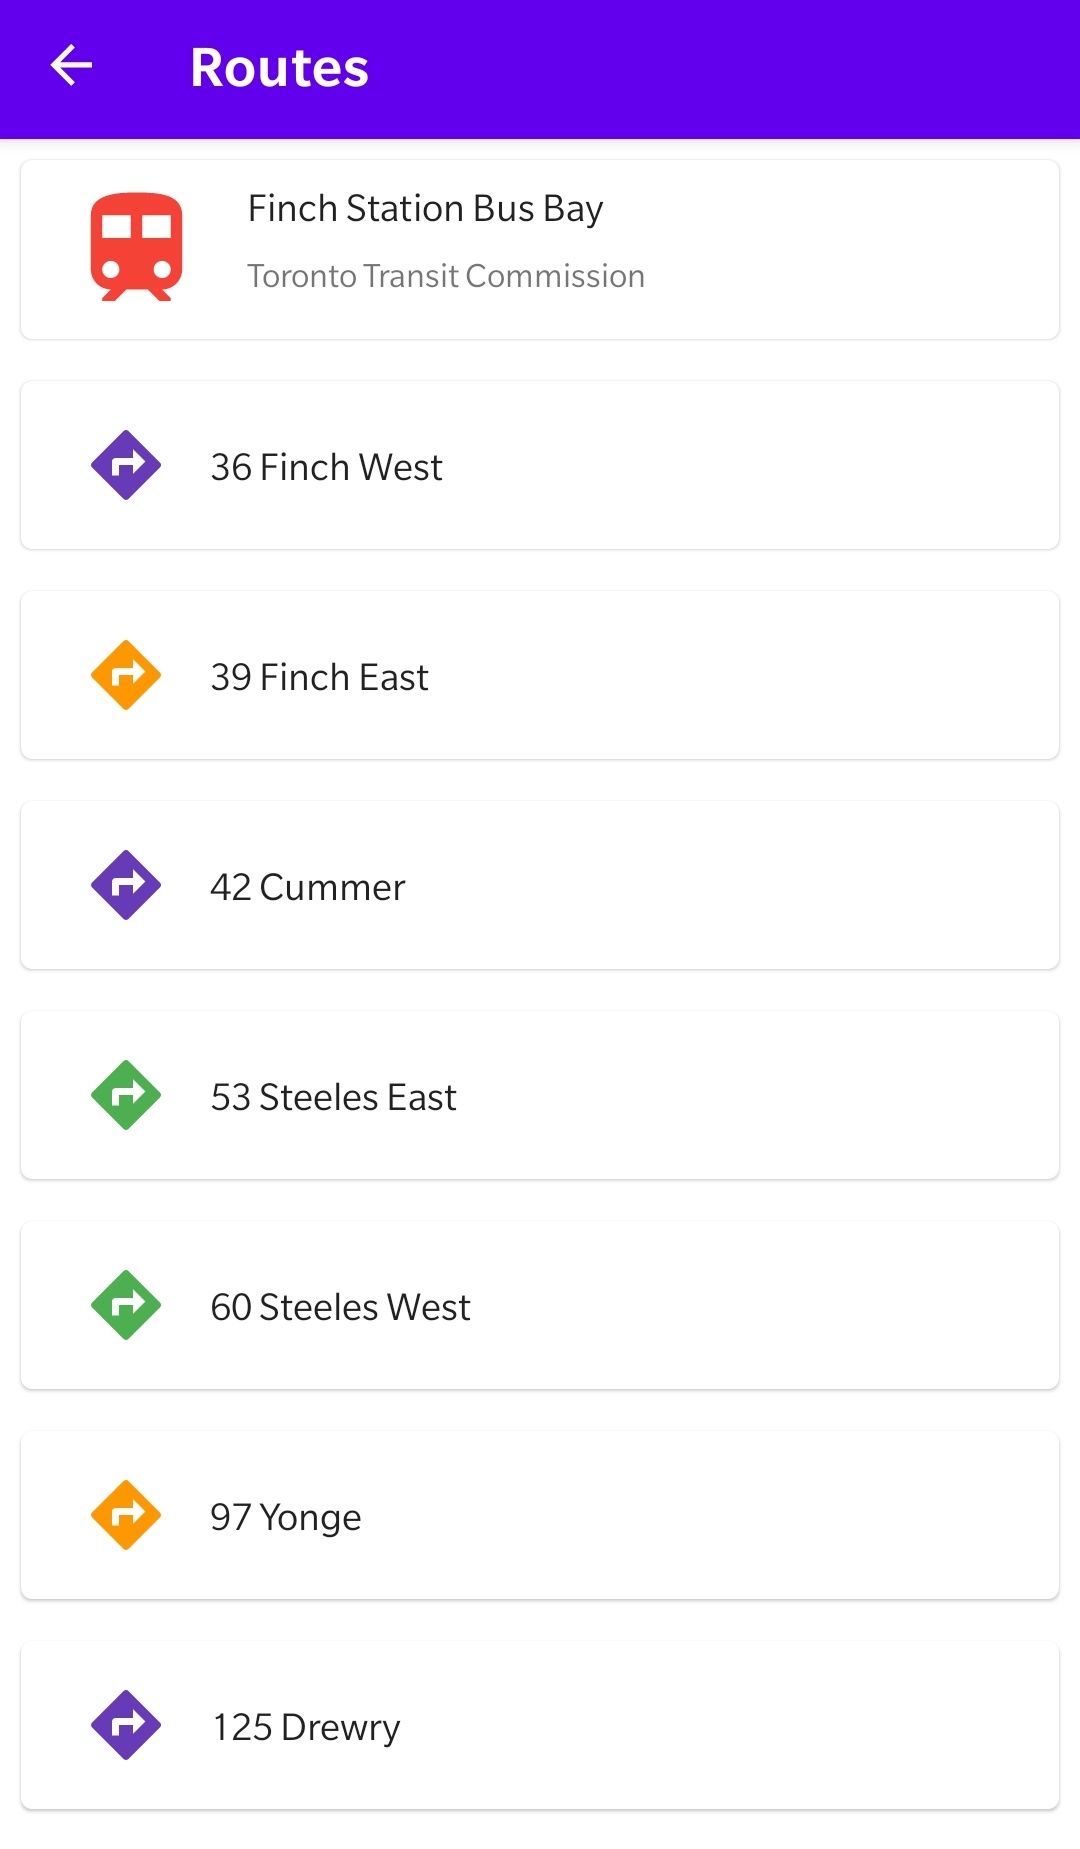 Routes
Finch Station Bus Bay
Toronto Transit Commission
36 Finch West
39 Finch East
42 Cummer
53 Steeles East
60 Steeles West
97 Yonge
125 Drewry